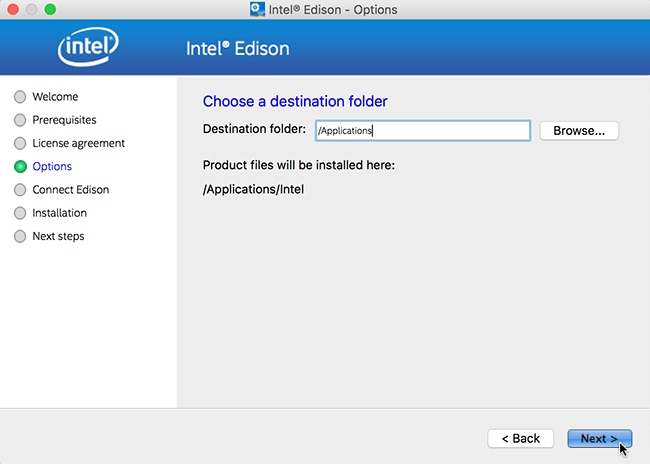 Intel® Edison - Options
intel®
Intel® Edison
Welcome
Prerequisites
License agreement
Options
Connect Edison
Installation
Next steps
Choose a destination folder
Destination folder: /Applications Browse...
Product files will be installed here:
/Applications/Intel
< Back Next >